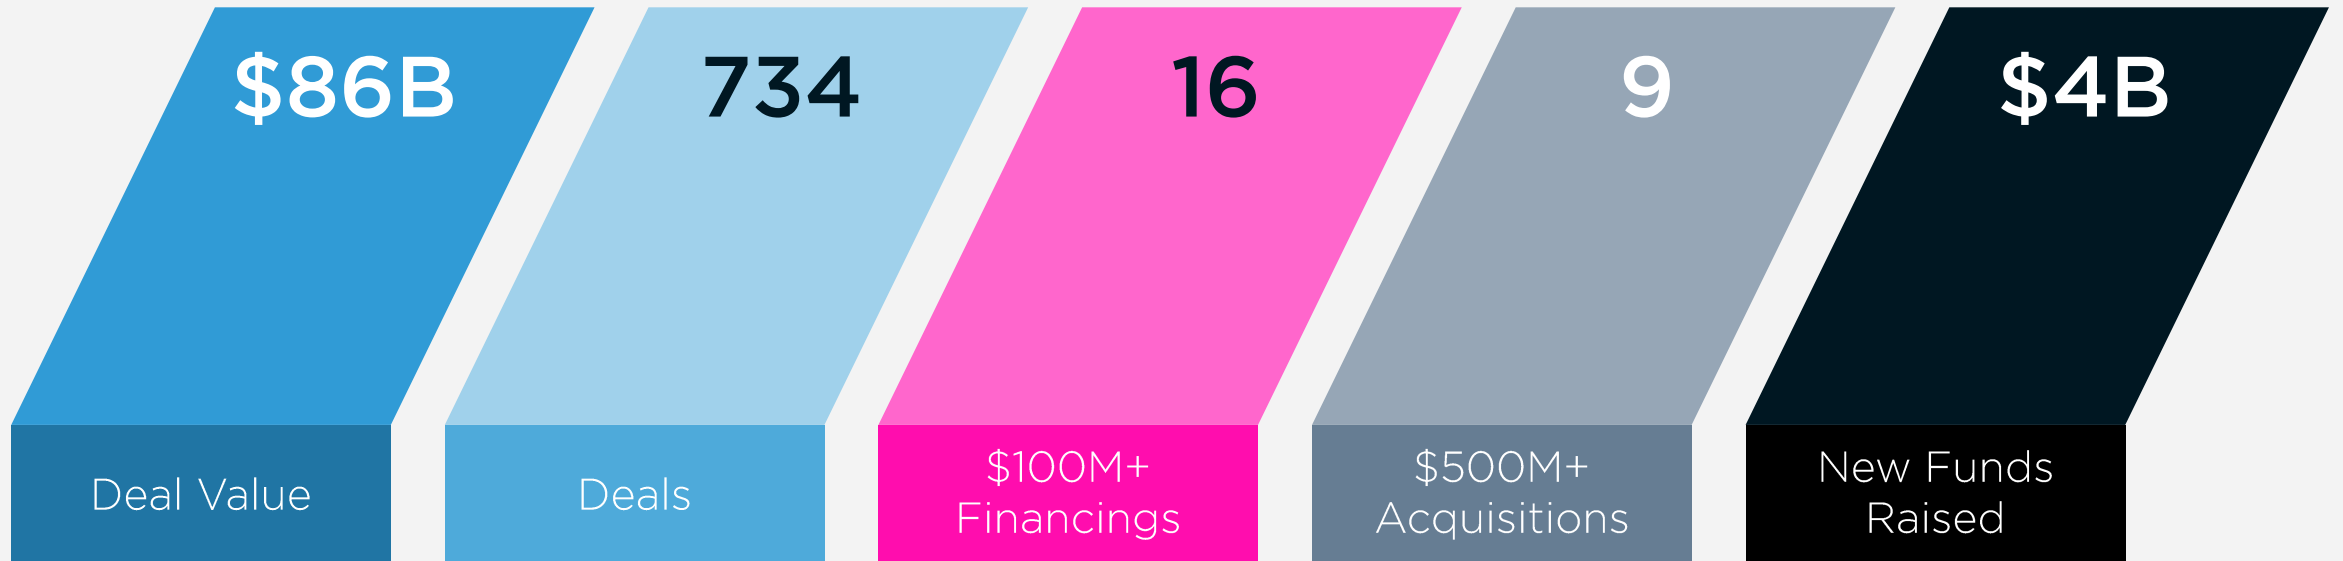 $86B
Deal Value
734
Deals
16
$100M+
Financings
9
$500M+
Acquisitions
$4B
New Funds
Raised